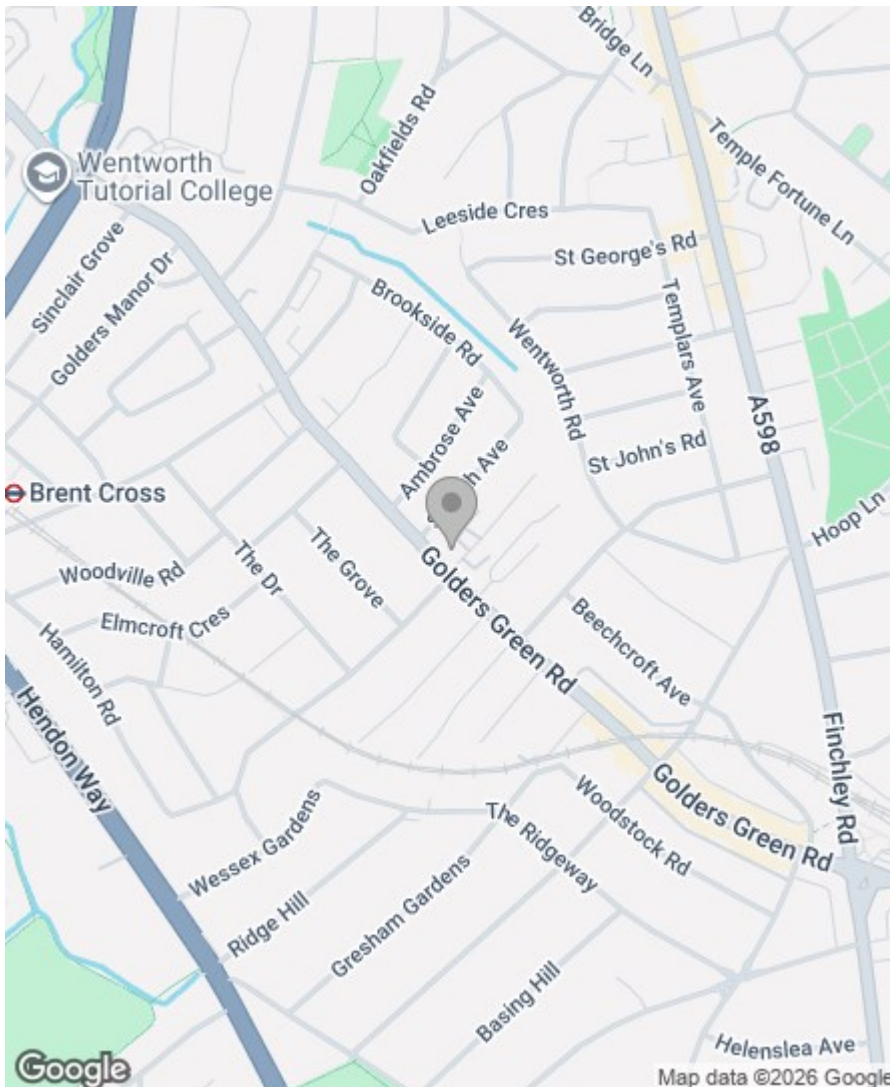 Bridge Ln
Oakfields Rd
Temple Fortune Ln
Wentworth
Tutorial College
Leeside Cres
St George's Rd
Sinclair Grove
Golders Manor Dr
Brookside Rd
Templars Ave
Wentworth Rd
A598
Ambrose Ave
St John's Rd
Ave
Brent Cross
Hoop Ln
Woodville Rd
The Dr
The Grove
Golders Green Rd
Elmcroft Cres
Beechcroft Ave
Hamilton Rd
Hendon Way
Finchley Rd
Golders Green Rd
Woodstock Rd
Wessex Gardens
The Ridgeway
Ridge Hill
Gresham Gardens
Basing Hill
Helenslea Ave
Google
Map data ©2026 Google